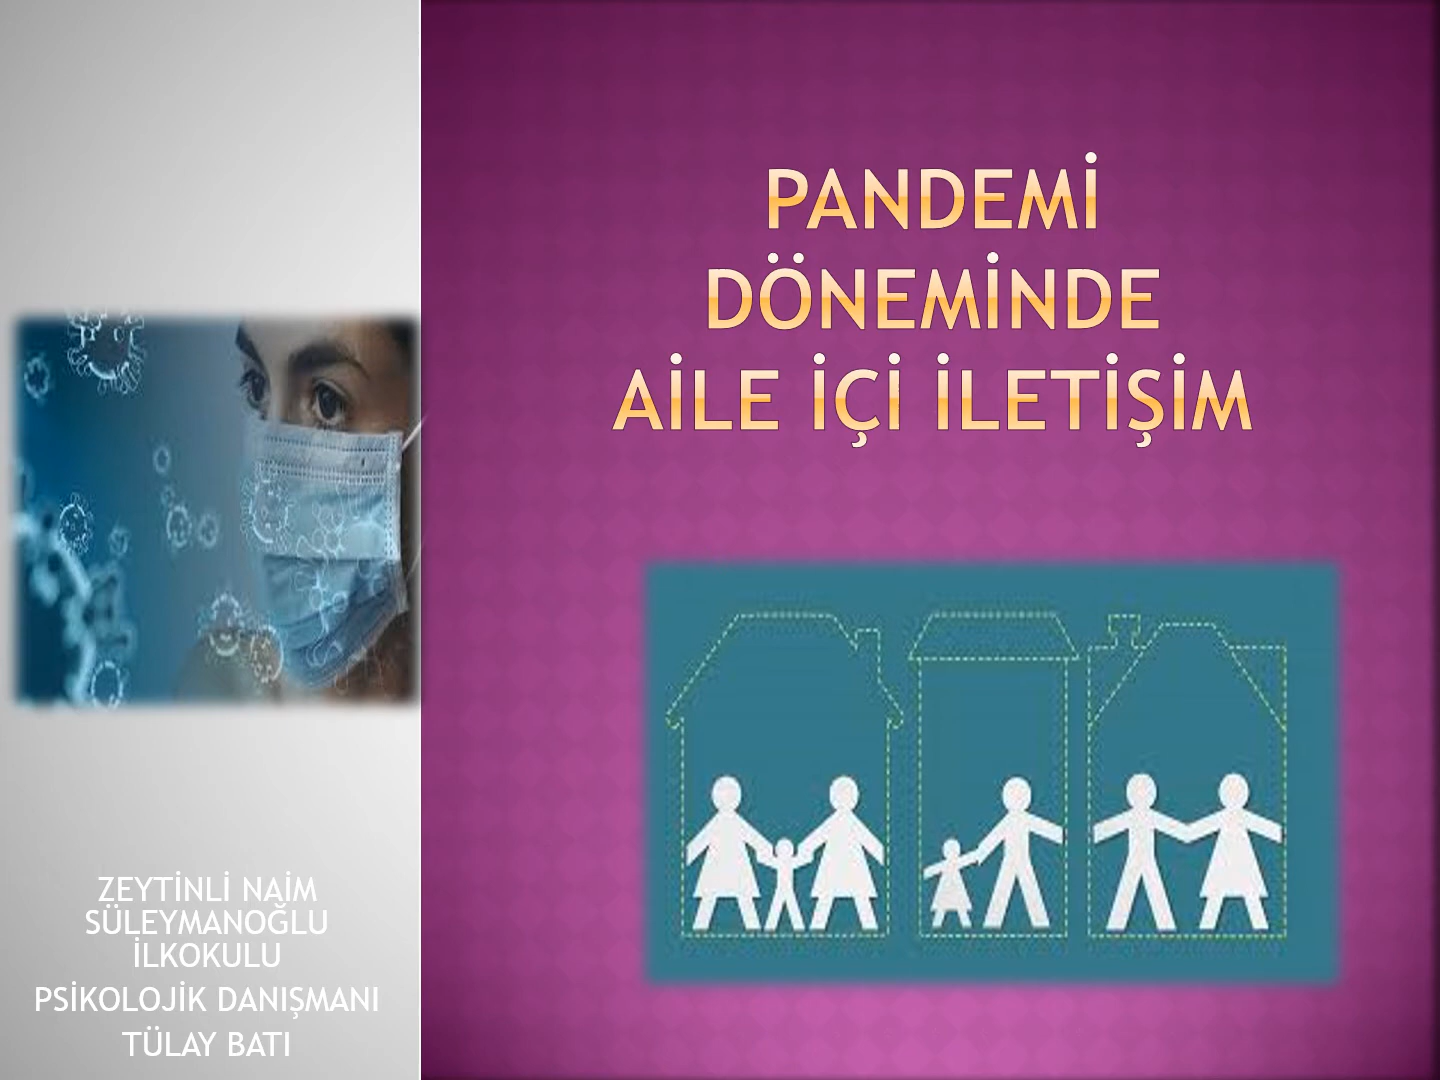 PANDEMİ
DÖNEMİNDE
AİLE İÇİ İLETİŞİM
ZEYTİNLİ NAİM
SÜLEYMANOĞLU
İLKOKULU
PSİKOLOJİK DANIŞMANI
TÜLAY BATI